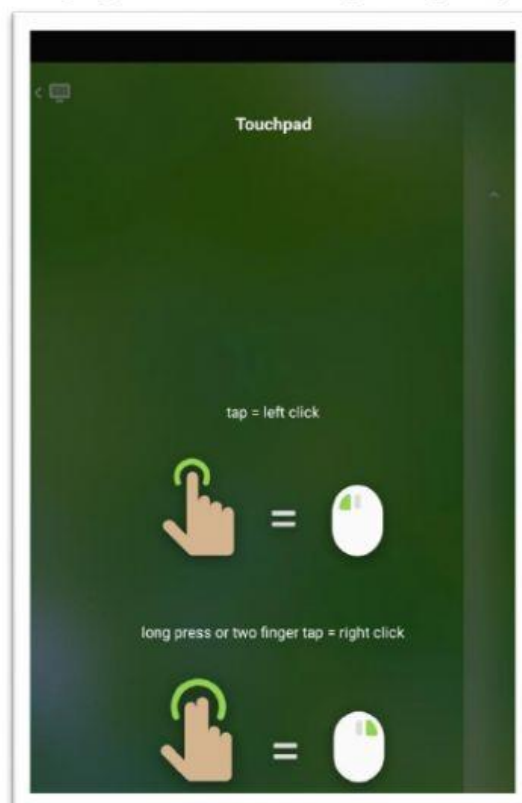 Touchpad
tap = left click
=
long press or two finger tap = right click
=